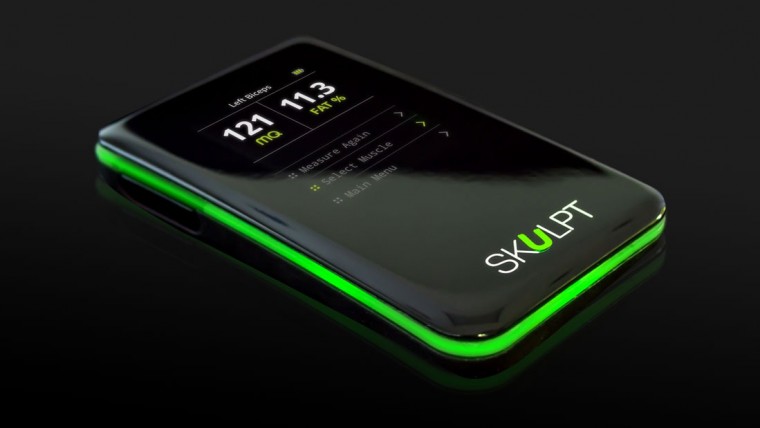 Left Biceps
121 11.3
MQ FAT %
Measure Again
Select Muscle
Main Menu
SKULPT